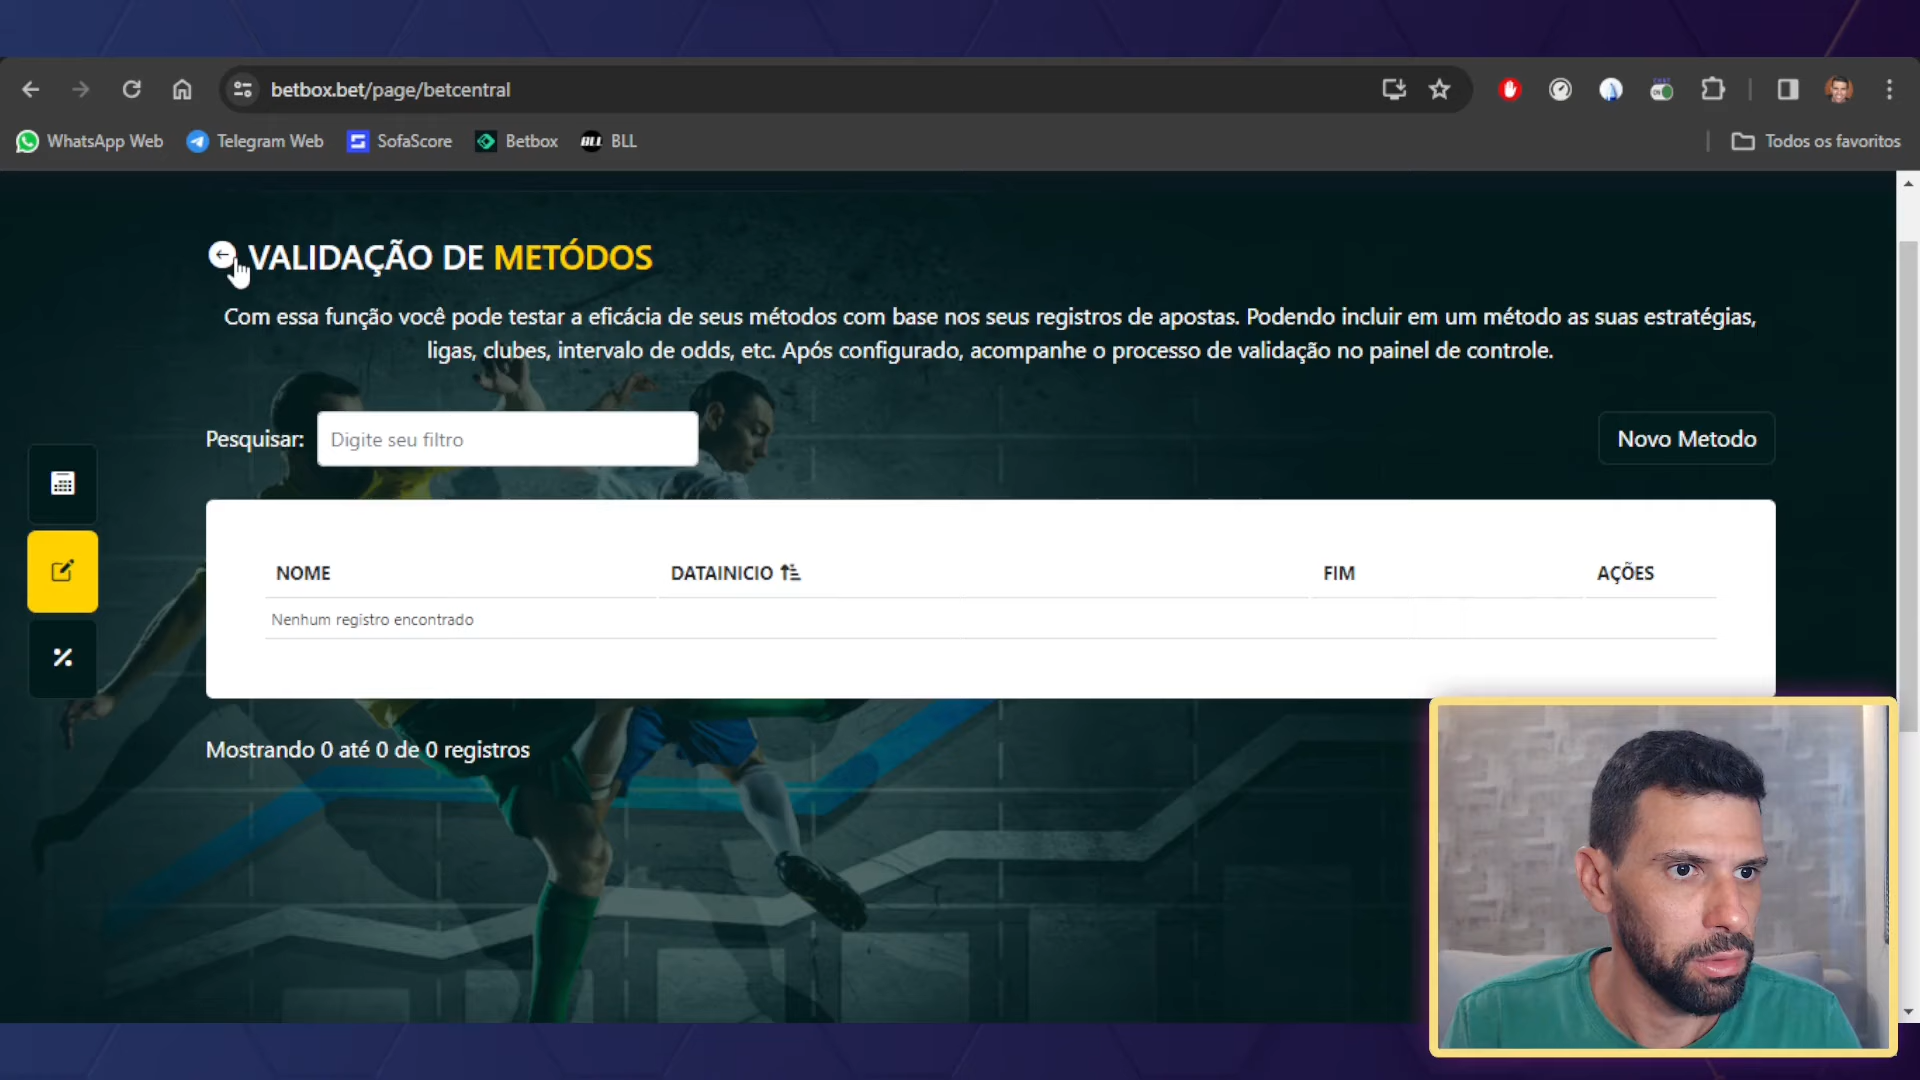 betbox.bet/page/betcentral
WhatsApp Web
Telegram Web
SofaScore
Betbox
BLL BLL
Todos os favoritos
VALIDAÇÃO DE METÓDOS
Com essa função você pode testar a eficácia de seus métodos com base nos seus registros de apostas. Podendo incluir em um método as suas estratégias,
ligas, clubes, intervalo de odds, etc. Após configurado, acompanhe o processo de validação no painel de controle.
Pesquisar:
Digite seu filtro
Novo Metodo
NOME
DATAINICIO
FIM
AÇÕES
Nenhum registro encontrado
Mostrando 0 até 0 de 0 registros